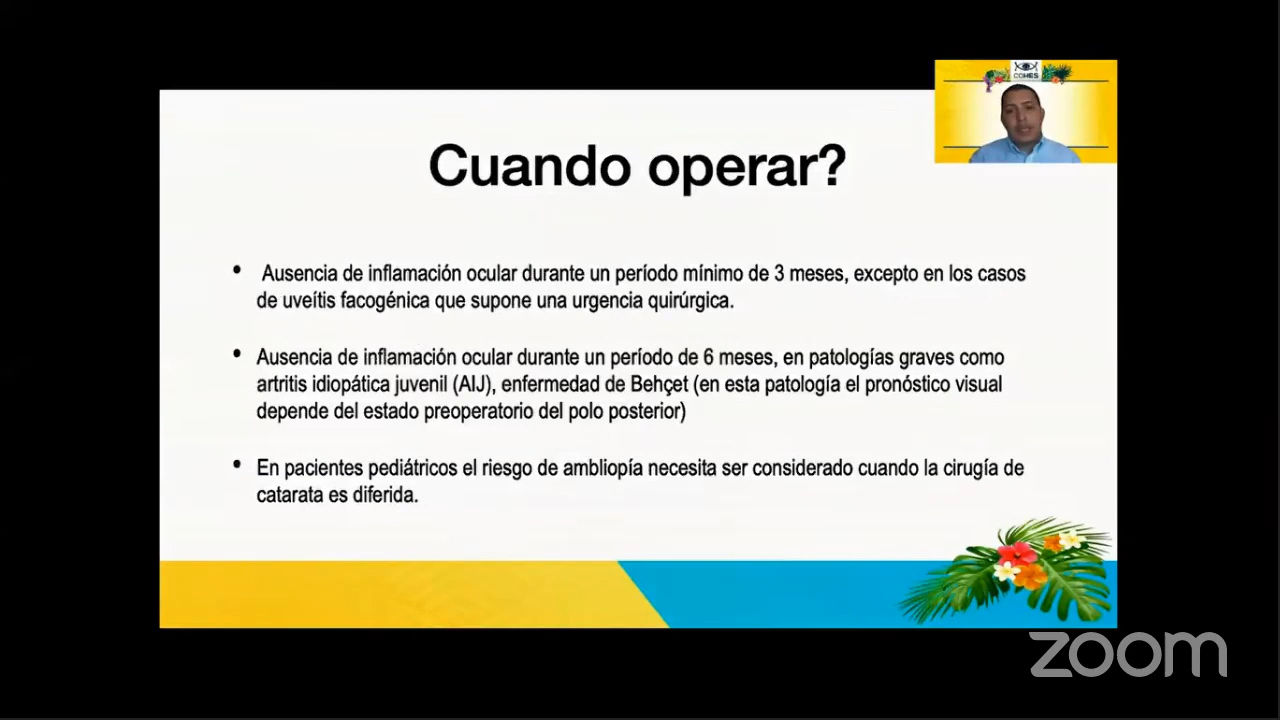 COHES
Cuando operar?
• Ausencia de inflamación ocular durante un período mínimo de 3 meses, excepto en los casos
de uveítis facogénica que supone una urgencia quirúrgica.
• Ausencia de inflamación ocular durante un período de 6 meses, en patologías graves como
artritis idiopática juvenil (AIJ), enfermedad de Behçet (en esta patología el pronóstico visual
depende del estado preoperatorio del polo posterior)
• En pacientes pediátricos el riesgo de ambliopía necesita ser considerado cuando la cirugía de
catarata es diferida.
zoom